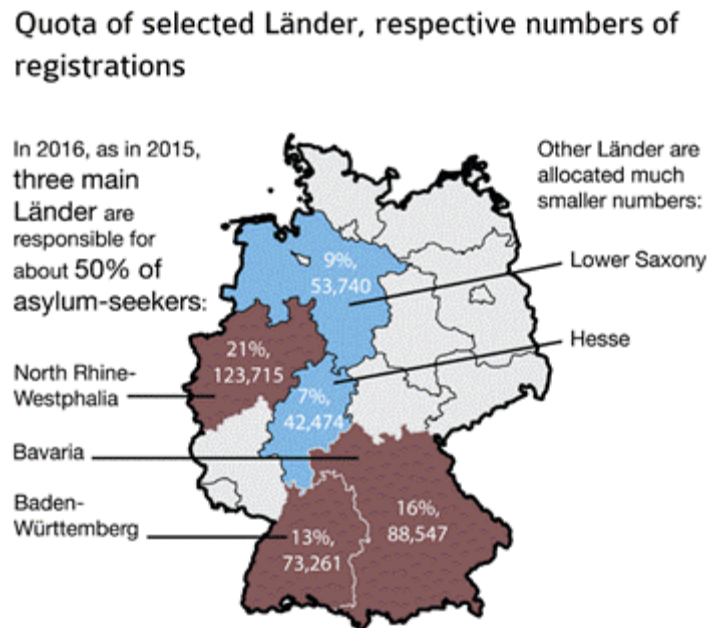 Quota of selected Länder, respective numbers of
registrations
In 2016, as in 2015,
three main
Länder are
responsible for
about 50% of
asylum-seekers:
Other Länder are
allocated much
smaller numbers:
9%,
53,740
Lower Saxony
Hesse
21%,
123,715
North Rhine-
Westphalia
7%,
42,474
Bavaria
Baden-
Württemberg
16%,
88,547
13%,
73,261